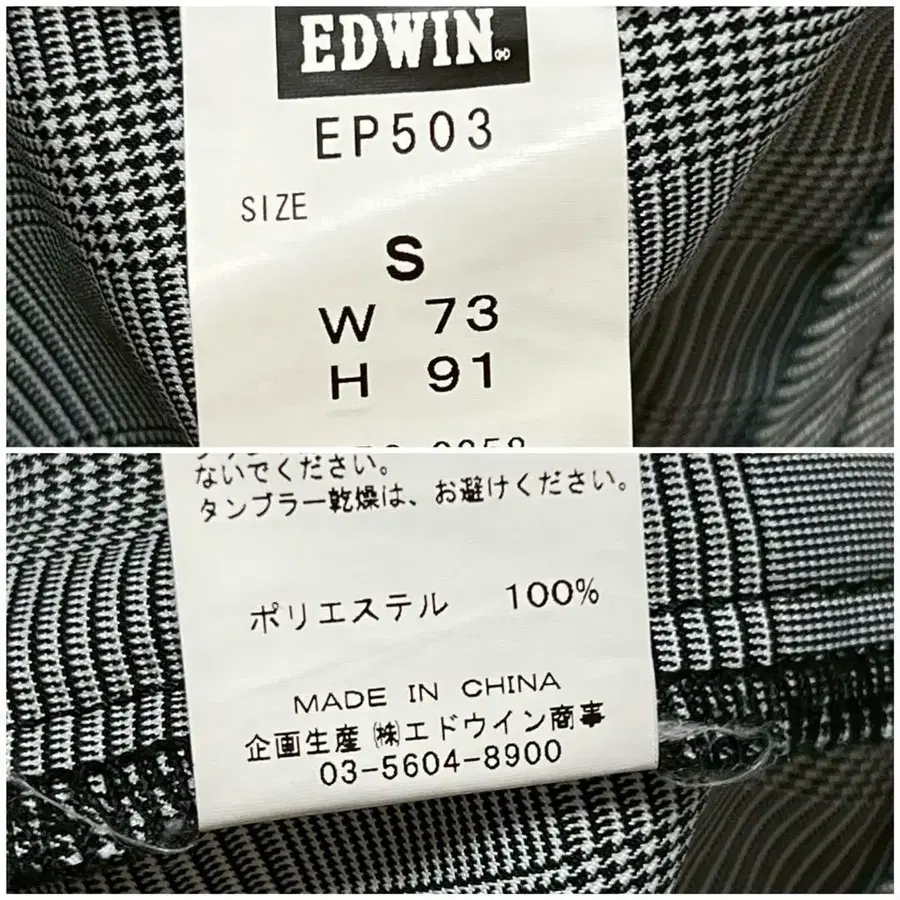 EDWIN®
EP503
SIZE
S
W 73
H 91
ないでください。
タンブラー乾燥は、お避けください。
ポリエステル 100%
MADE IN CHINA
企画生産 ㈱エドウイン商事
03-5604-8900